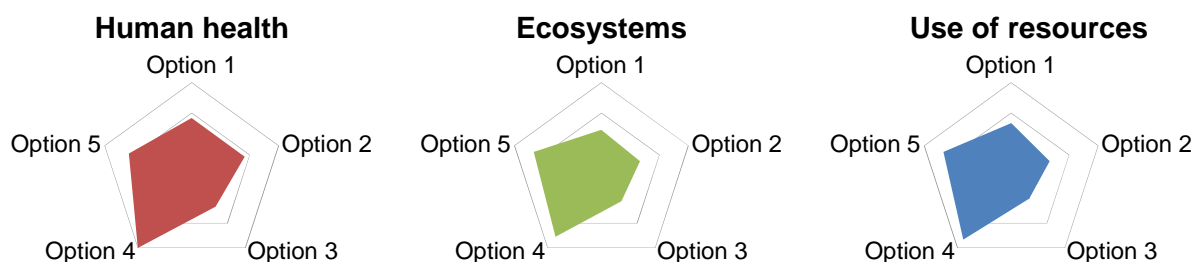 Human health
Option 1
Option 5
Option 2
Option 4
Option 3
Ecosystems
Option 1
Option 5
Option 2
Option 4
Option 3
Use of resources
Option 1
Option 5
Option 2
Option 4
Option 3